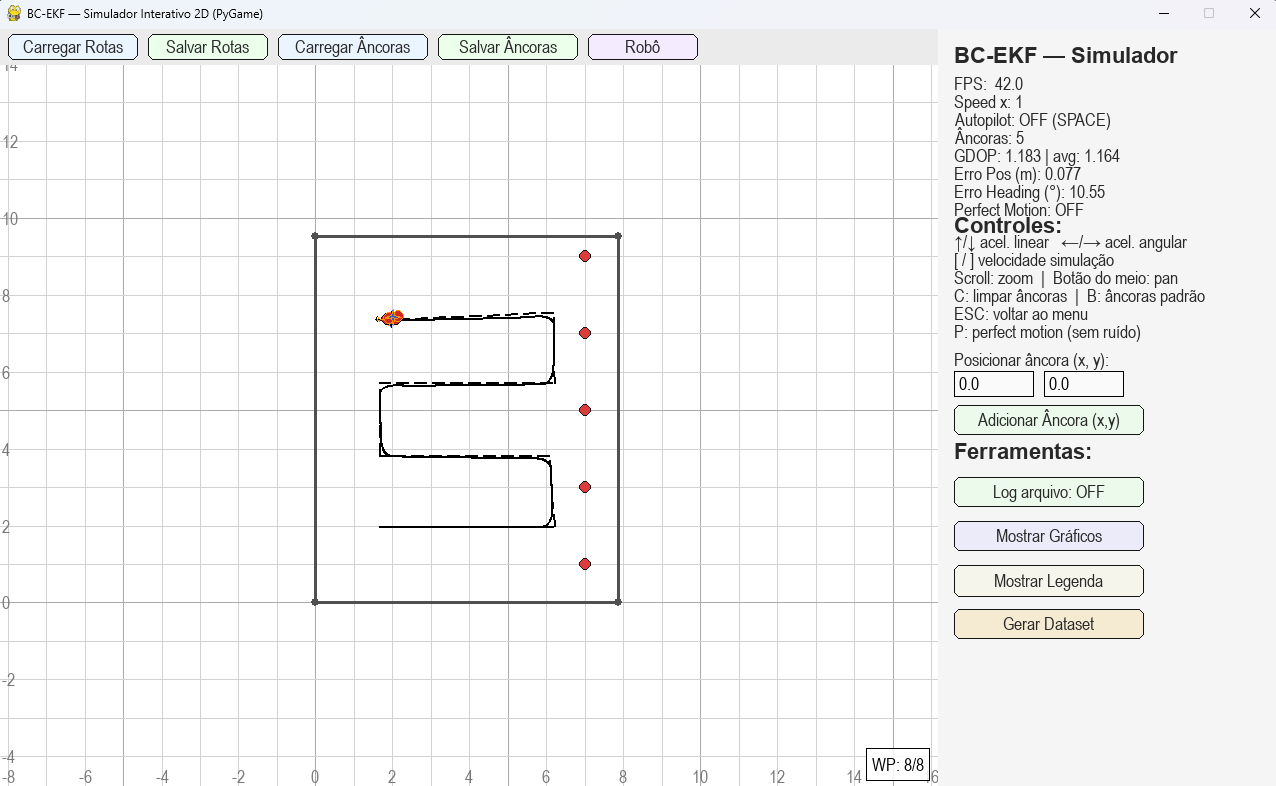 BC-EKF — Simulador Interativo 2D (PyGame)
Carregar Rotas
Salvar Rotas
Carregar Âncoras
Salvar Âncoras
Robô
14
12
10
8
6
4
2
0
-2
-4
-8
-6
-4
-2
0
2
4
6
8
10
12
14
16
WP: 8/8
BC-EKF — Simulador
FPS: 42.0
Speed x: 1
Autopilot: OFF (SPACE)
Âncoras: 5
GDOP: 1.183 | avg: 1.164
Erro Pos (m): 0.077
Erro Heading (°): 10.55
Perfect Motion: OFF
Controles:
↑/↓ acel. linear ←/→ acel. angular
[ / ] velocidade simulação
Scroll: zoom | Botão do meio: pan
C: limpar âncoras | B: âncoras padrão
ESC: voltar ao menu
P: perfect motion (sem ruído)
Posicionar âncora (x, y):
0.0
0.0
Adicionar Âncora (x,y)
Ferramentas:
Log arquivo: OFF
Mostrar Gráficos
Mostrar Legenda
Gerar Dataset